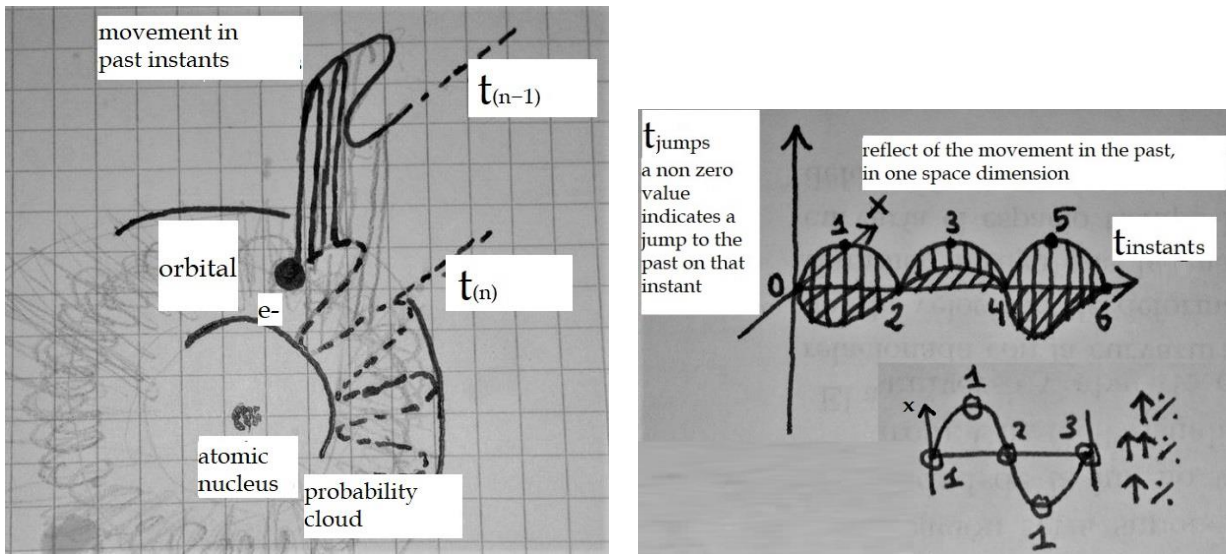 movement in
past instants
t(n−1)
orbital
e-
t(n)
atomic
nucleus
probability
cloud
tjumps
a non zero
value
indicates a
jump to the
past on that
instant
reflect of the movement in the past,
in one space dimension
x
1
3
5
tinstants
0
2
4
6
x
1
1
2
3
1
↑%
↑↑%
↑%